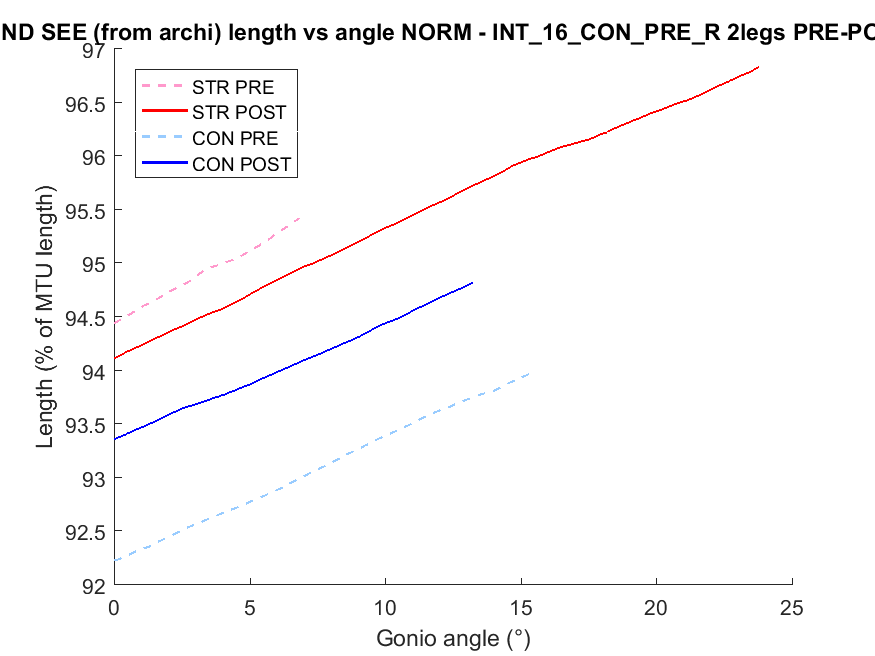 ND SEE (from archi) length vs angle NORM - INT_16_CON_PRE_R 2legs PRE-PO
97
96.5
96
95.5
95
94.5
94
93.5
93
92.5
92
Length (% of MTU length)
STR PRE
STR POST
CON PRE
CON POST
0 5 10 15 20 25
Gonio angle (°)